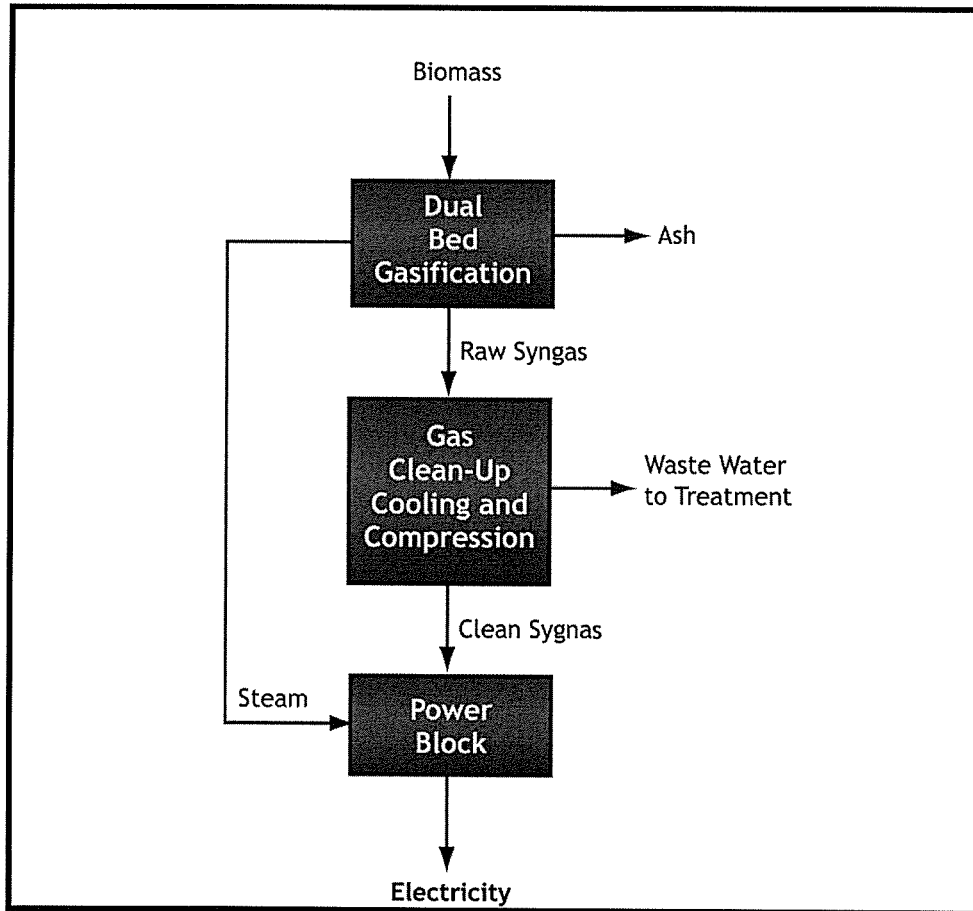 Biomass
Dual
Bed
Gasification
Ash
Raw Syngas
Gas
Clean-Up
Cooling and
Compression
Waste Water
to Treatment
Clean Sygnas
Steam
Power
Block
Electricity